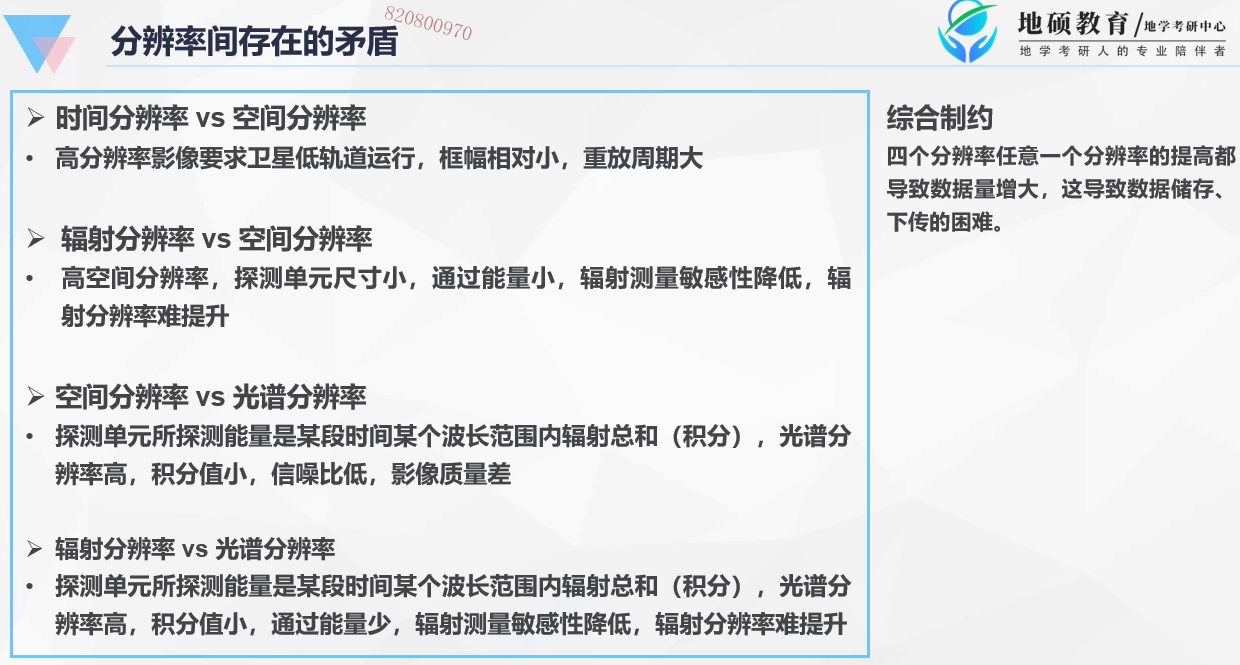 分辨率间存在的矛盾
820800970
地硕教育/地学考研中心
地学考研人的专业陪伴者
➢ 时间分辨率 vs 空间分辨率
• 高分辨率影像要求卫星低轨道运行，框幅相对小，重放周期大
➢ 辐射分辨率 vs 空间分辨率
• 高空间分辨率，探测单元尺寸小，通过能量小，辐射测量敏感性降低，辐
射分辨率难提升
➢ 空间分辨率 vs 光谱分辨率
• 探测单元所探测能量是某段时间某个波长范围内辐射总和（积分），光谱分
辨率高，积分值小，信噪比低，影像质量差
➢ 辐射分辨率 vs 光谱分辨率
• 探测单元所探测能量是某段时间某个波长范围内辐射总和（积分），光谱分
辨率高，积分值小，通过能量少，辐射测量敏感性降低，辐射分辨率难提升
综合制约
四个分辨率任意一个分辨率的提高都
导致数据量增大，这导致数据储存、
下传的困难。